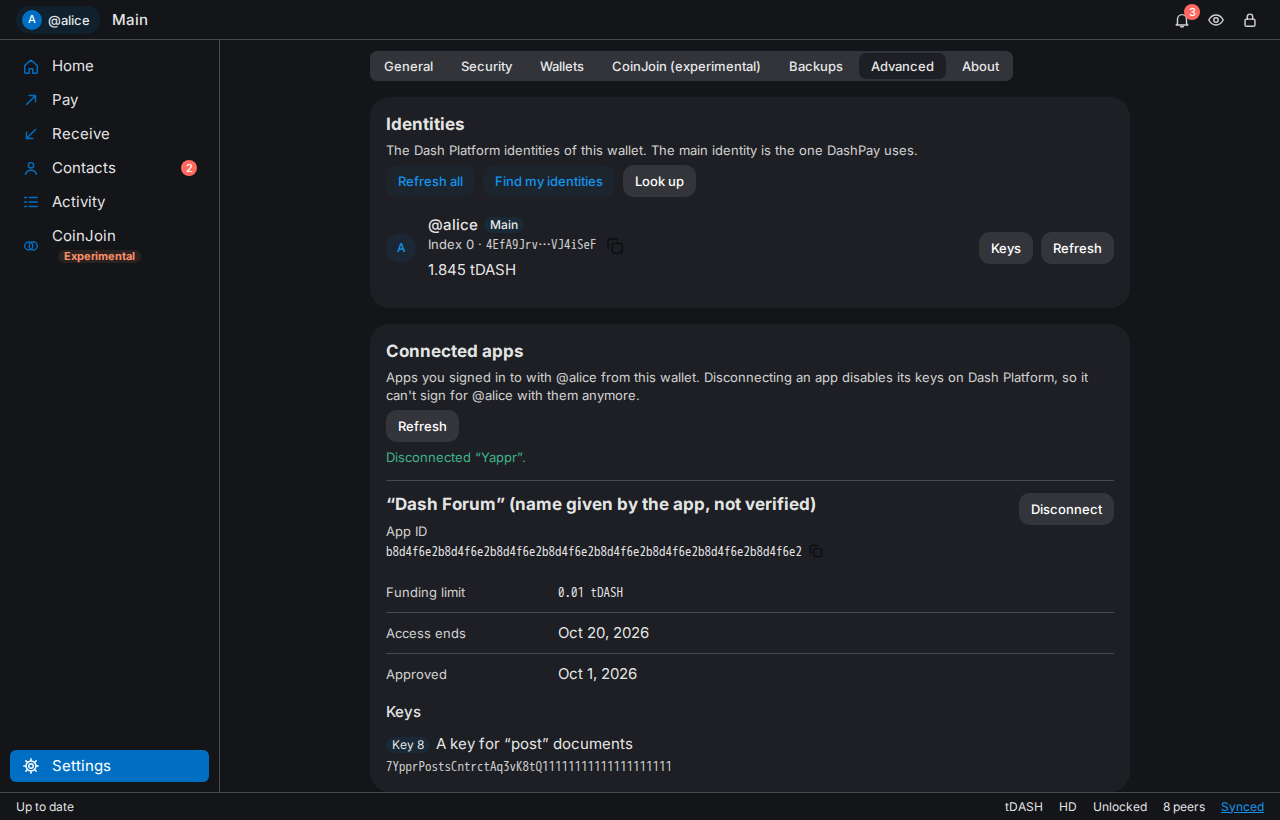 A @alice Main 3
General Security Wallets CoinJoin (experimental) Backups Advanced About
Home
Pay
Receive
Contacts 2
Activity
CoinJoin
Experimental
Settings
Identities
The Dash Platform identities of this wallet. The main identity is the one DashPay uses.
Refresh all Find my identities Look up
A @alice Main
Index 0 · 4EfA9Jrv⋯VJ4iSeF
1.845 tDASH
Keys Refresh
Connected apps
Apps you signed in to with @alice from this wallet. Disconnecting an app disables its keys on Dash Platform, so it
can't sign for @alice with them anymore.
Refresh
Disconnected “Yappr”.
“Dash Forum” (name given by the app, not verified) Disconnect
App ID
b8d4f6e2b8d4f6e2b8d4f6e2b8d4f6e2b8d4f6e2b8d4f6e2b8d4f6e2b8d4f6e2
Funding limit 0.01 tDASH
Access ends Oct 20, 2026
Approved Oct 1, 2026
Keys
Key 8 A key for “post” documents
Up to date tDASH HD Unlocked 8 peers Synced